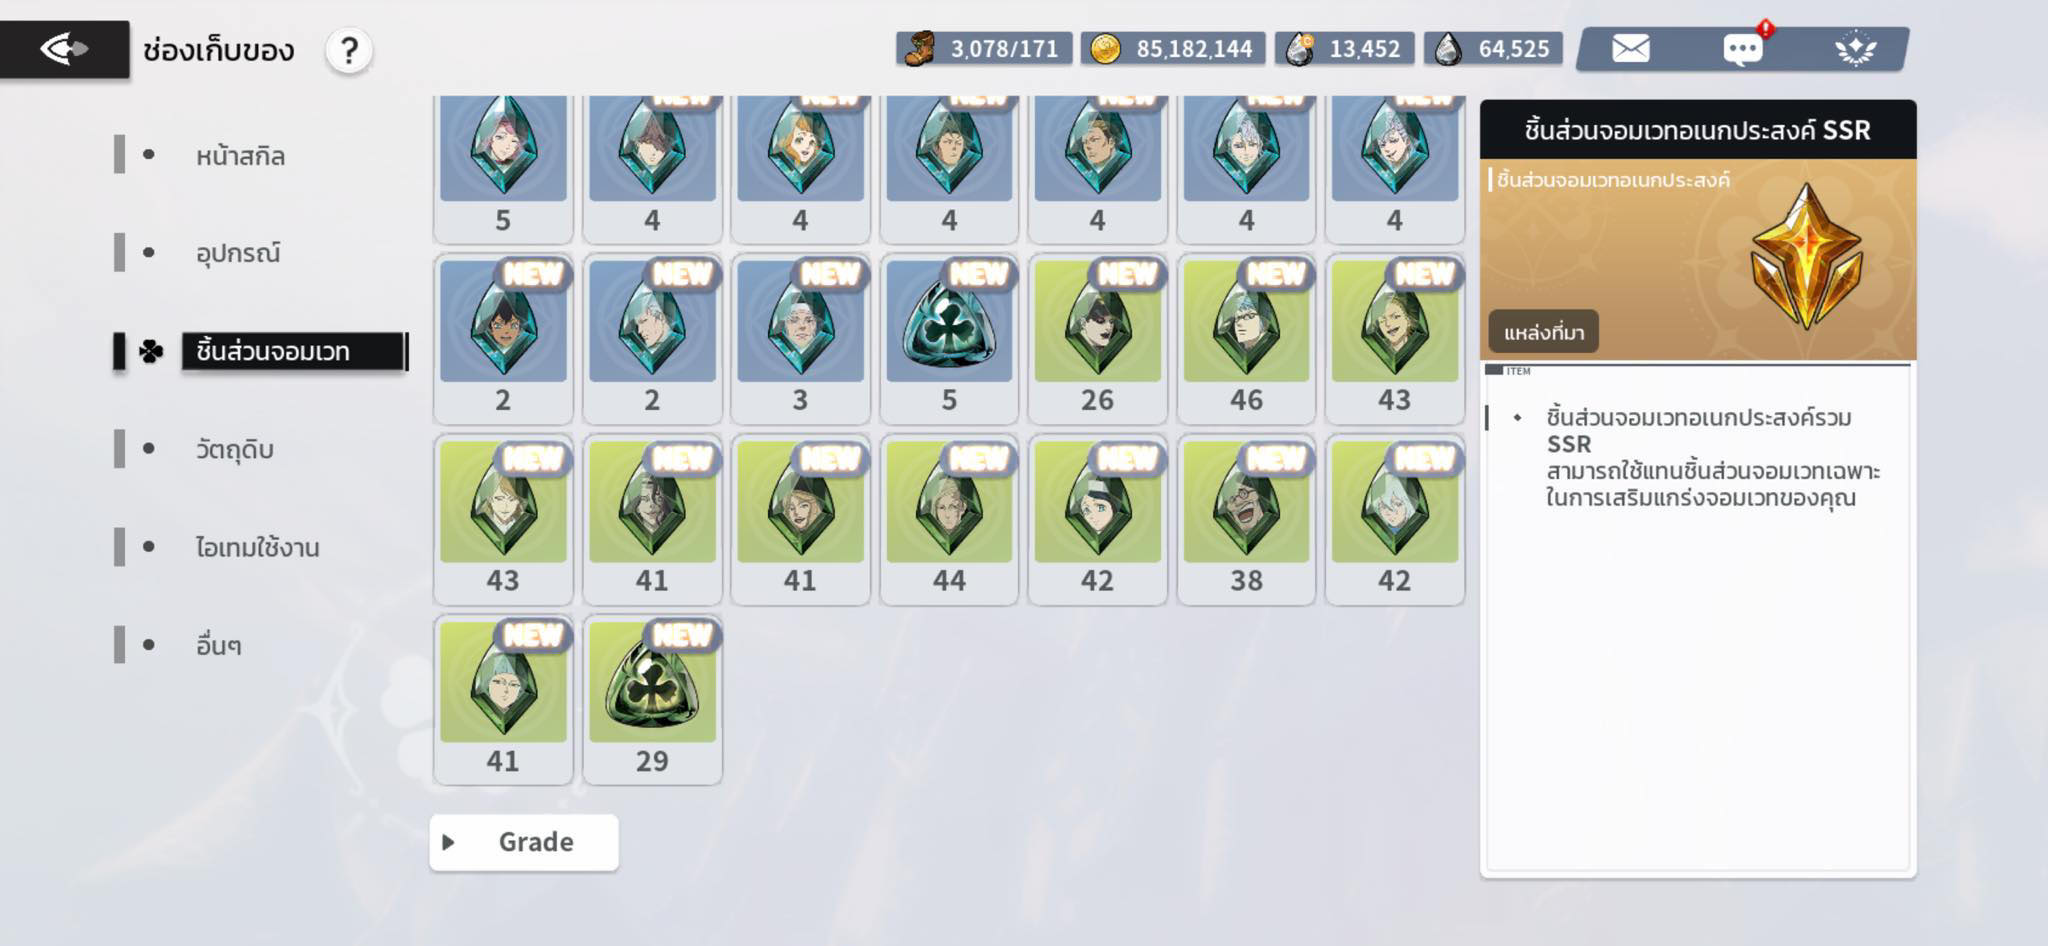 ช่องเก็บของ
?
3,078/171
85,182,144
13,452
64,525
หน้าสกิล
อุปกรณ์
ชิ้นส่วนจอมเวท
วัตถุดิบ
ไอเทมใช้งาน
อื่นๆ
NEW NEW NEW NEW NEW NEW
5 4 4 4 4 4 4
NEW NEW NEW NEW NEW NEW NEW
2 2 3 5 26 46 43
NEW NEW NEW NEW NEW NEW NEW
43 41 41 44 42 38 42
NEW NEW
41 29
Grade
ชิ้นส่วนจอมเวทอเนกประสงค์ SSR
ชิ้นส่วนจอมเวทอเนกประสงค์
แหล่งที่มา
ITEM
ชิ้นส่วนจอมเวทอเนกประสงค์รวม
SSR
สามารถใช้แทนชิ้นส่วนจอมเวทเฉพาะ
ในการเสริมแกร่งจอมเวทของคุณ